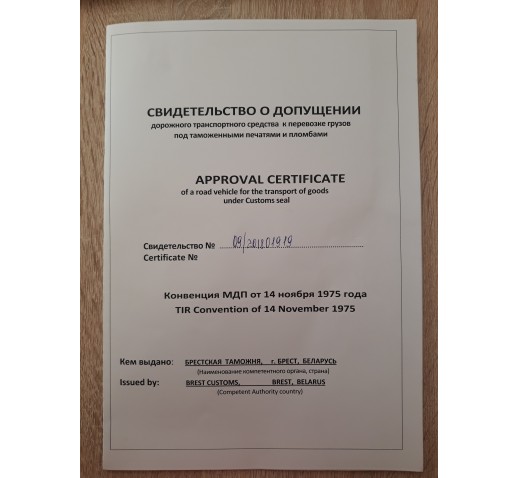 СВИДЕТЕЛЬСТВО О ДОПУЩЕНИИ
дорожного транспортного средства к перевозке грузов
под таможенными печатями и пломбами
APPROVAL CERTIFICATE
of a road vehicle for the transport of goods
under Customs seal
Свидетельство № 09/20180 1919
Certificate №
Конвенция МДП от 14 ноября 1975 года
TIR Convention of 14 November 1975
Кем выдано: БРЕСТСКАЯ ТАМОЖНЯ, г. БРЕСТ, БЕЛАРУСЬ
(Наименование компетентного органа, страна)
Issued by: BREST CUSTOMS, BREST, BELARUS
(Competent Authority country)